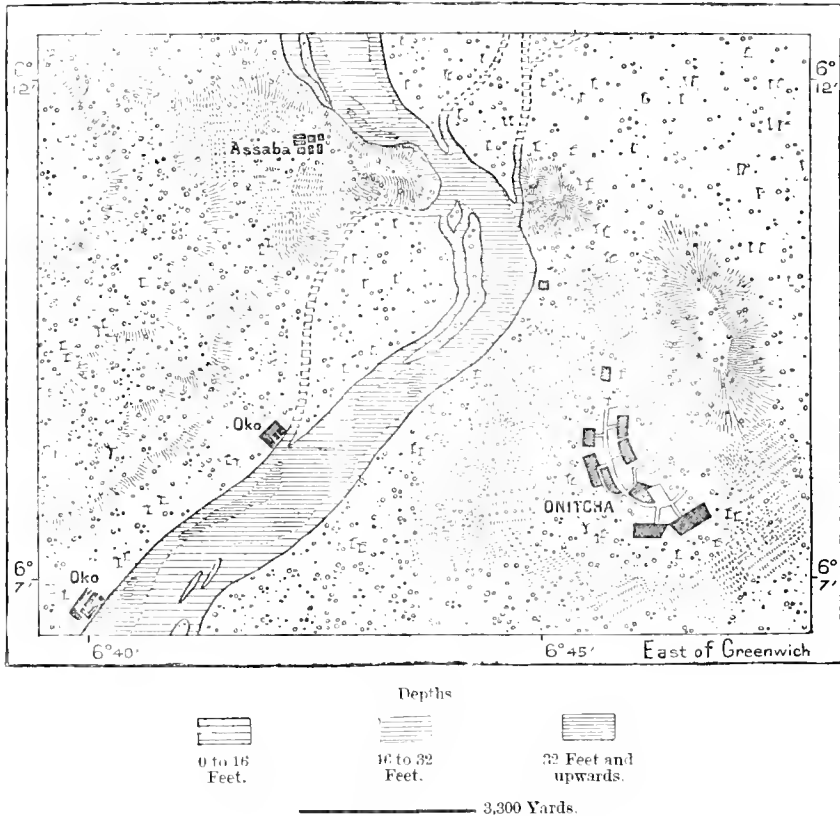 6°
12′
6°
12′
Assaba
Oko
ONITCHA
6°
7′
Oko
6°
7′
6°40′
6°45′
East of Greenwich
Depths
0 to 16
Feet.
16 to 32
Feet.
32 Feet and
upwards.
3,300 Yards.